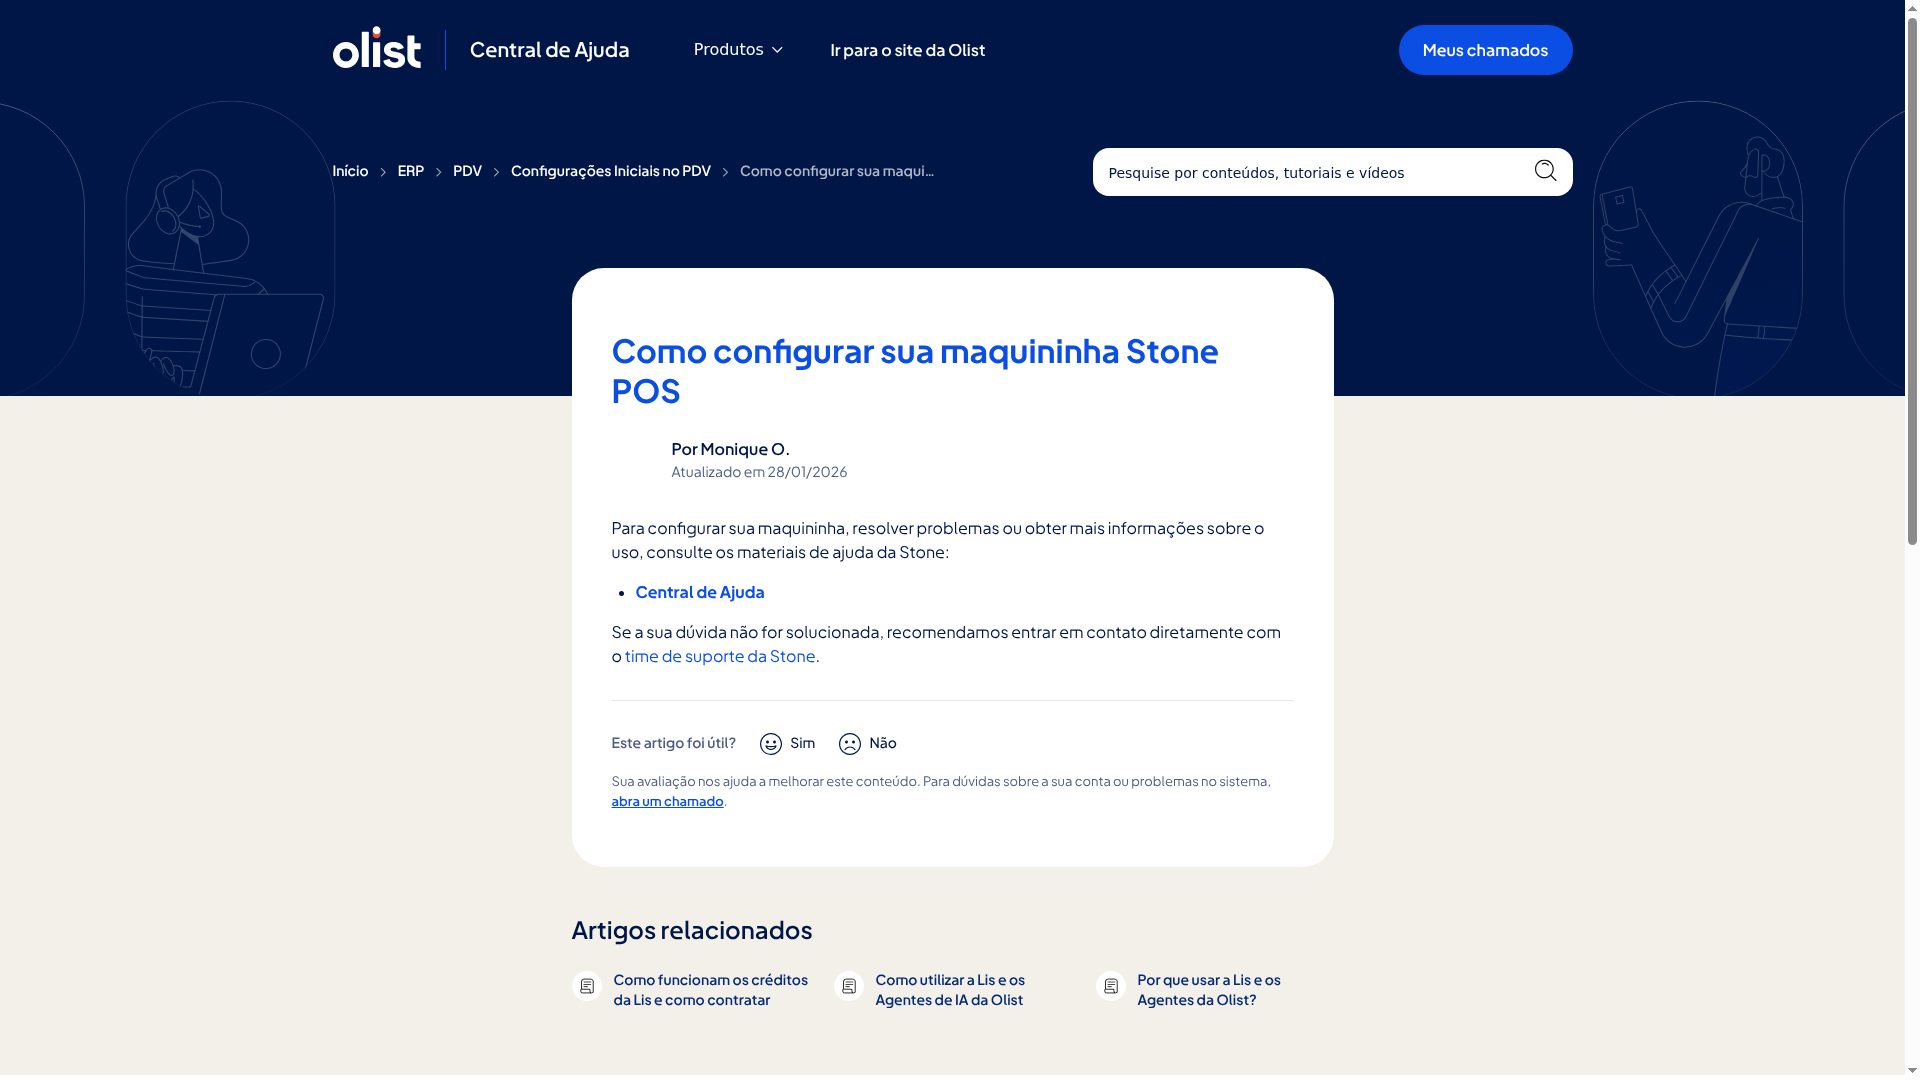 olist
Central de Ajuda
Produtos
Ir para o site da Olist
Meus chamados
Início > ERP > PDV > Configurações Iniciais no PDV > Como configurar sua maqui...
Pesquise por conteúdos, tutoriais e vídeos
Como configurar sua maquininha Stone
POS
Por Monique O.
Atualizado em 28/01/2026
Para configurar sua maquininha, resolver problemas ou obter mais informações sobre o
uso, consulte os materiais de ajuda da Stone:
• Central de Ajuda
Se a sua dúvida não for solucionada, recomendamos entrar em contato diretamente com
o time de suporte da Stone.
Este artigo foi útil? Sim Não
Sua avaliação nos ajuda a melhorar este conteúdo. Para dúvidas sobre a sua conta ou problemas no sistema,
abra um chamado.
Artigos relacionados
Como funcionam os créditos
da Lis e como contratar
Como utilizar a Lis e os
Agentes de IA da Olist
Por que usar a Lis e os
Agentes da Olist?